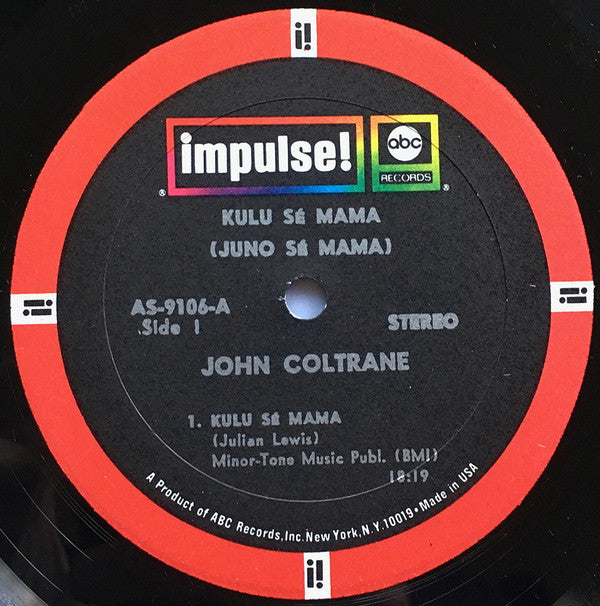 i!
impulse!
abc
RECORDS
®
®
KULU SÉ MAMA
(JUNO SÉ MAMA)
AS-9106-A
Side 1
STEREO
JOHN COLTRANE
i!
i!
1. KULU SÉ MAMA
(Julian Lewis)
Minor-Tone Music Publ. (BMI)
18:19
A Product of ABC Records, Inc. New York, N.Y. 10019 • Made in USA
i!